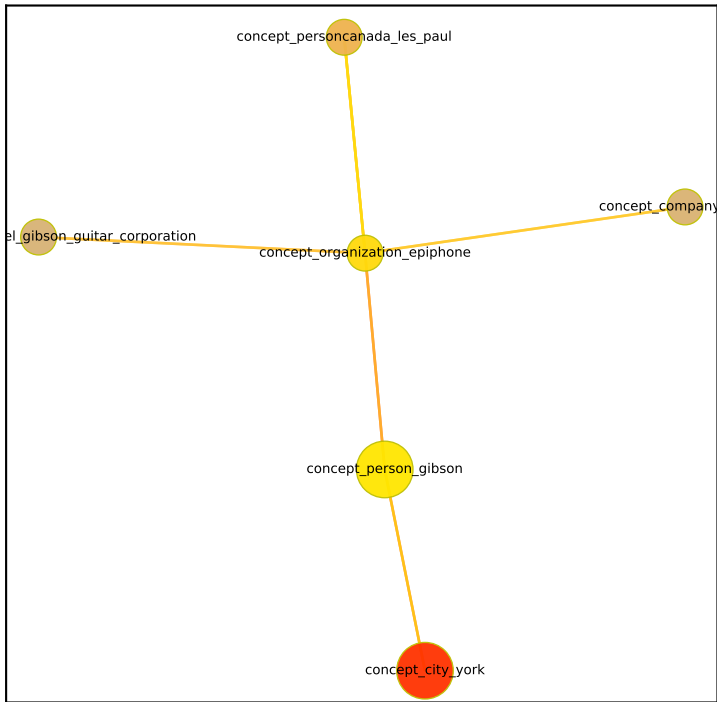 concept_personcanada_les_paul
concept_company
el_gibson_guitar_corporation
concept_organization_epiphone
concept_person_gibson
concept_city_york